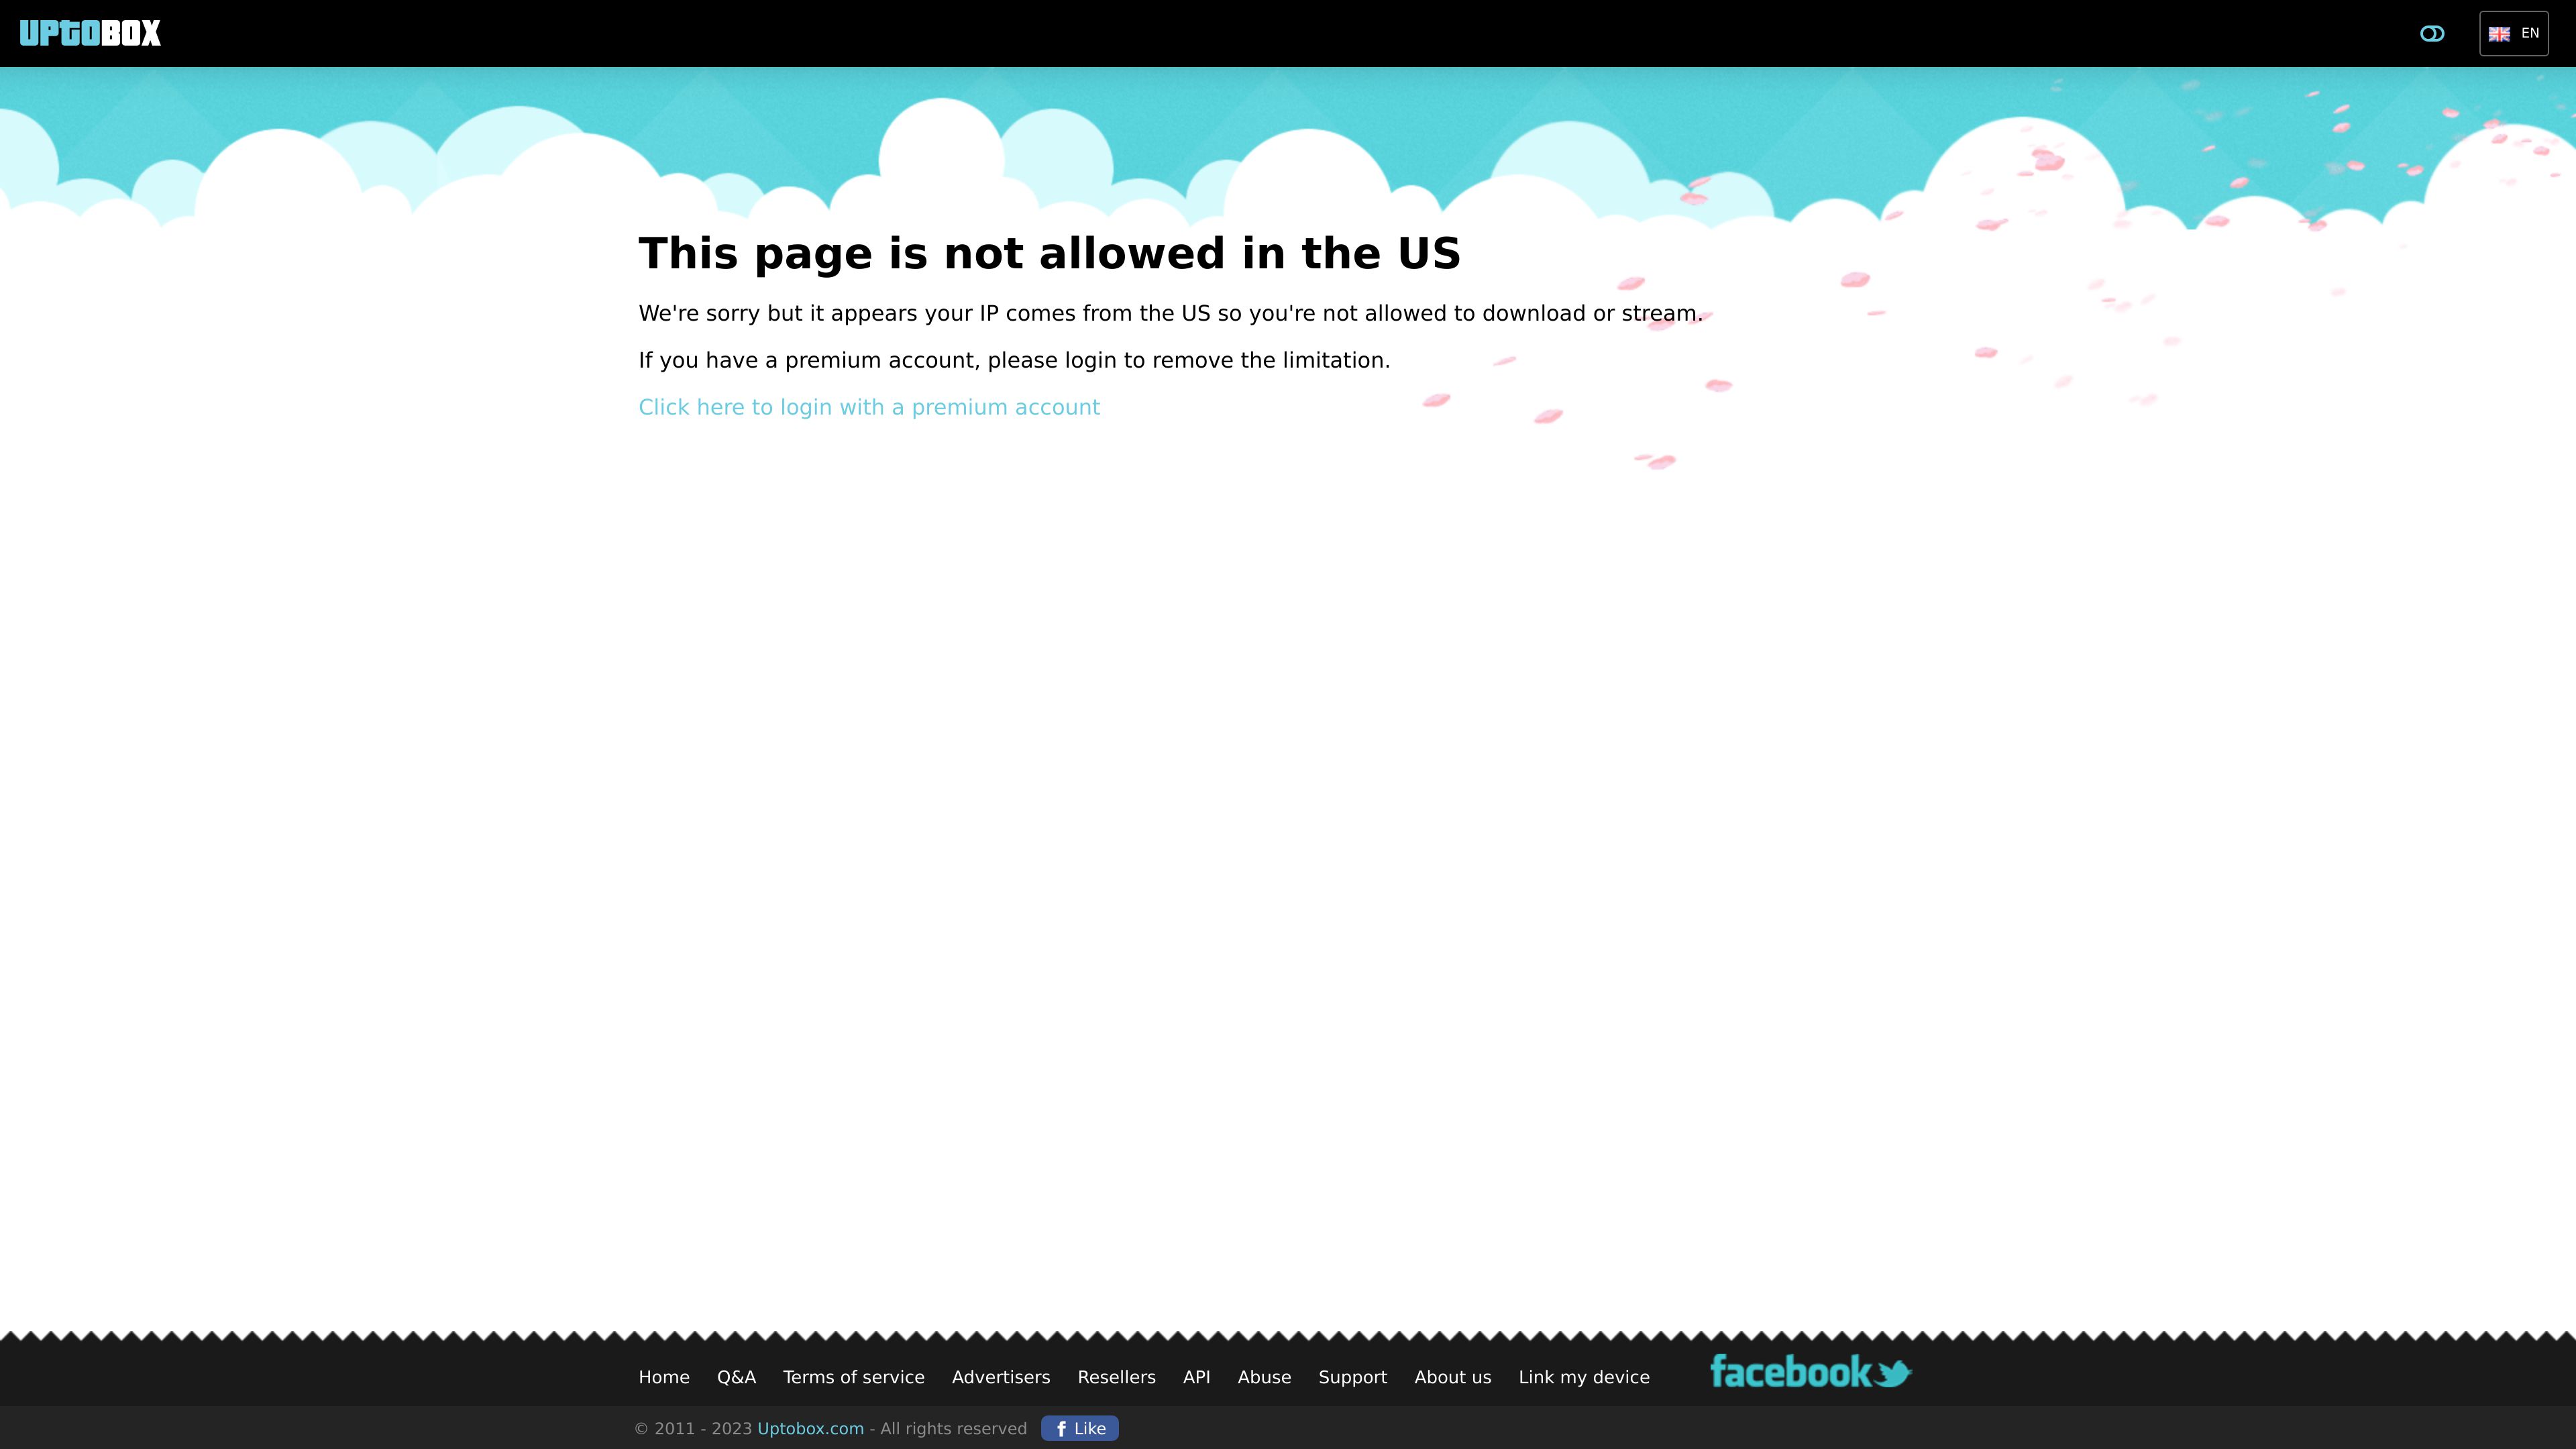 UPtOBOX
EN
This page is not allowed in the US
We're sorry but it appears your IP comes from the US so you're not allowed to download or stream.
If you have a premium account, please login to remove the limitation.
Click here to login with a premium account
Home Q&A Terms of service Advertisers Resellers API Abuse Support About us Link my device facebook
© 2011 - 2023 Uptobox.com - All rights reserved f Like